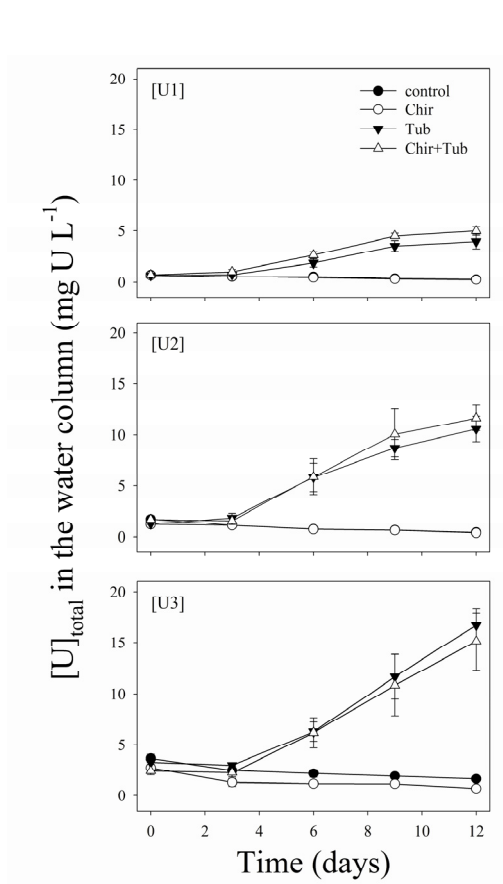 [U]total in the water column (mg U L-1)
20
[U1]
control
Chir
Tub
Chir+Tub
15
10
5
0
20
[U2]
15
10
5
0
20
[U3]
15
10
5
0
0 2 4 6 8 10 12
Time (days)